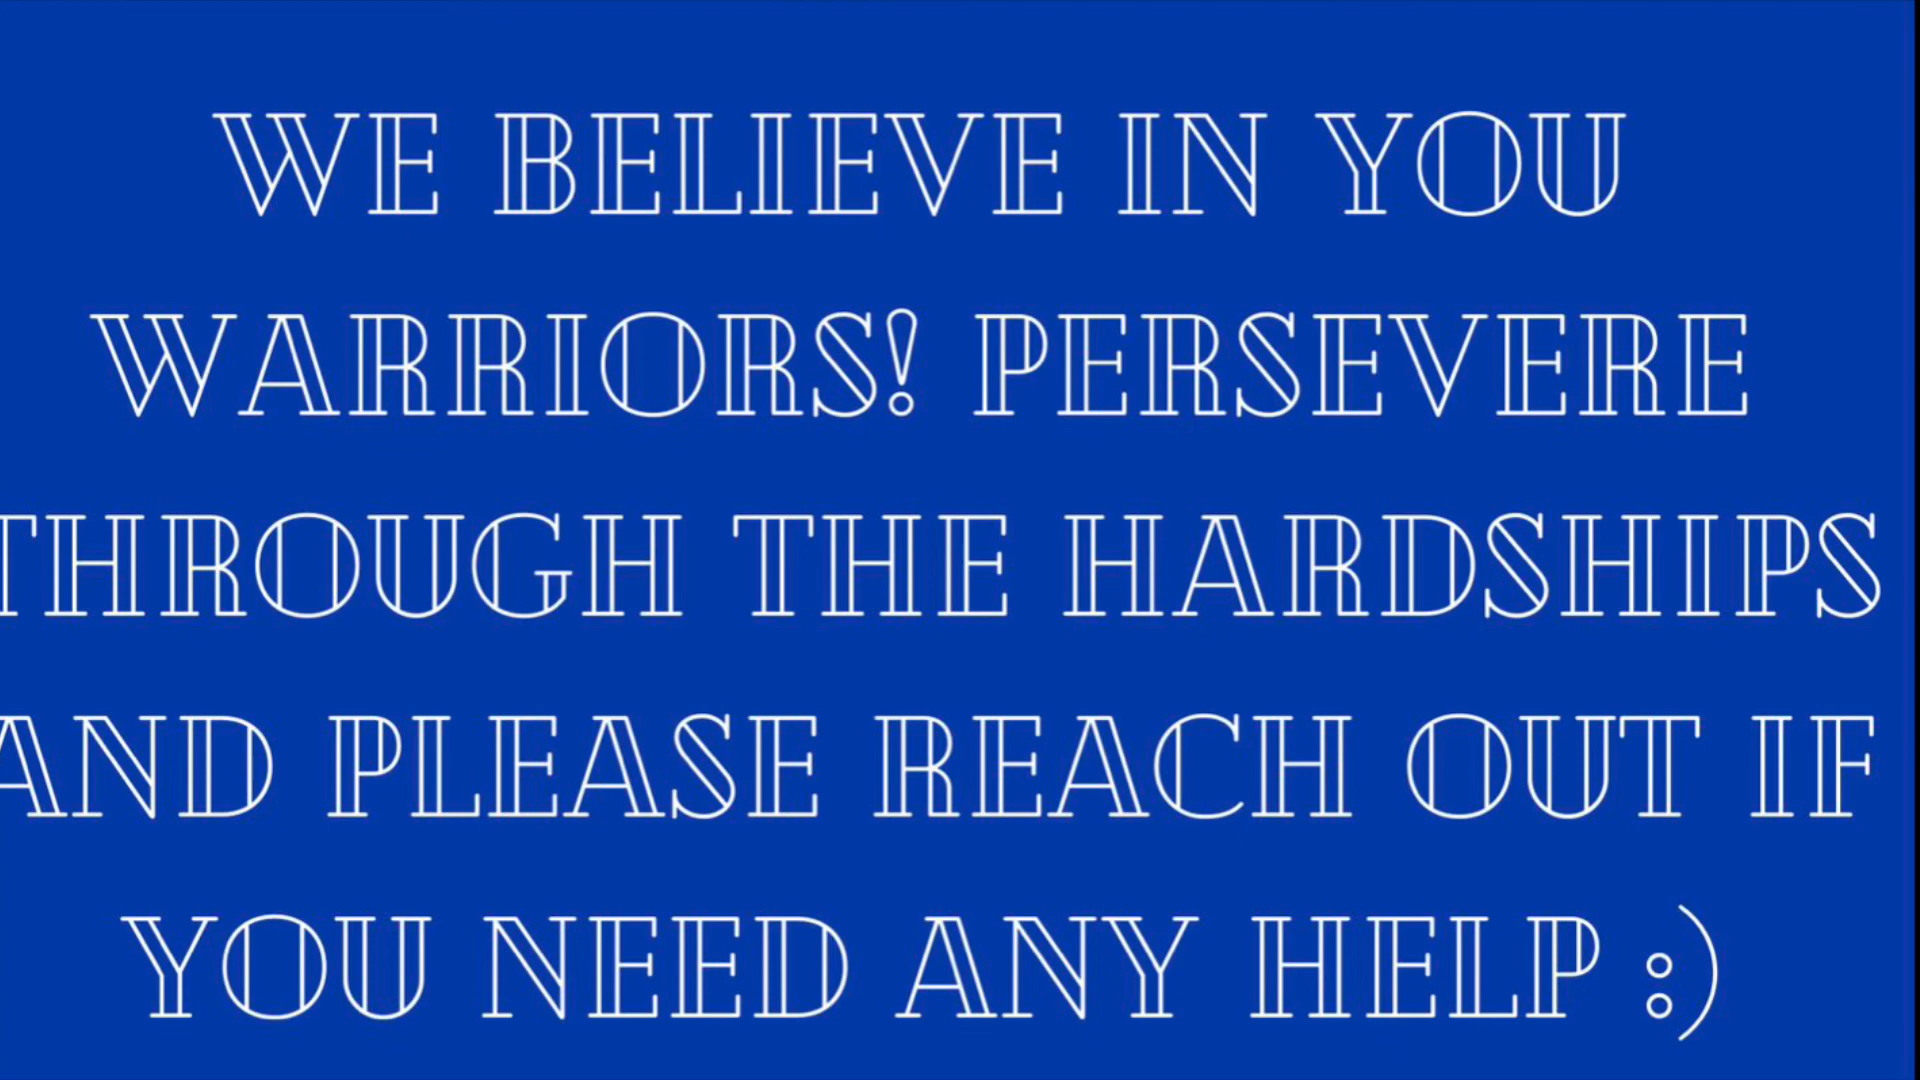 WE BELIEVE IN YOU
WARRIORS! PERSEVERE
THROUGH THE HARDSHIPS
AND PLEASE REACH OUT IF
YOU NEED ANY HELP :)